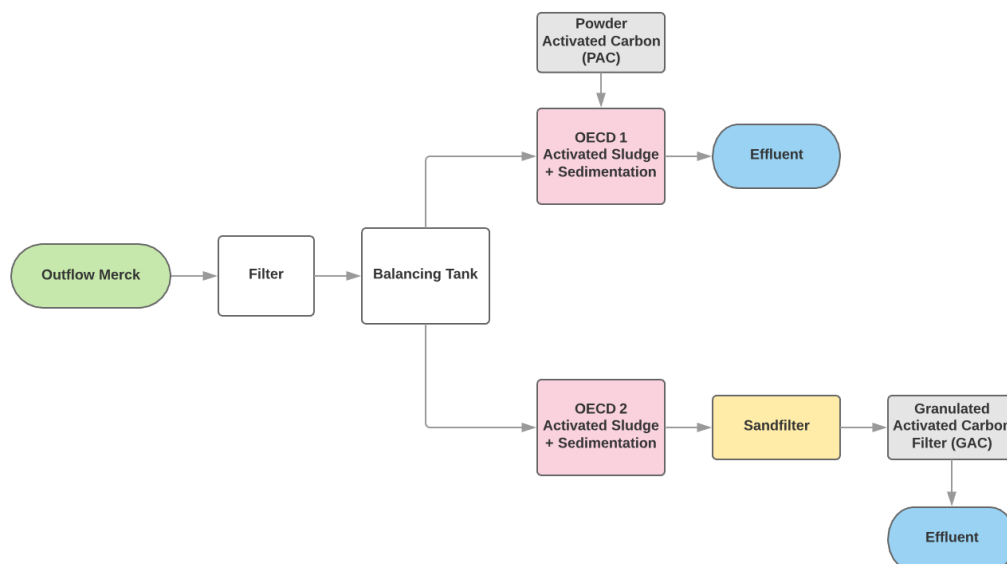 Powder
Activated Carbon
(PAC)
OECD 1
Activated Sludge
+ Sedimentation
Effluent
Outflow Merck
Filter
Balancing Tank
OECD 2
Activated Sludge
+ Sedimentation
Sandfilter
Granulated
Activated Carbon
Filter (GAC)
Effluent